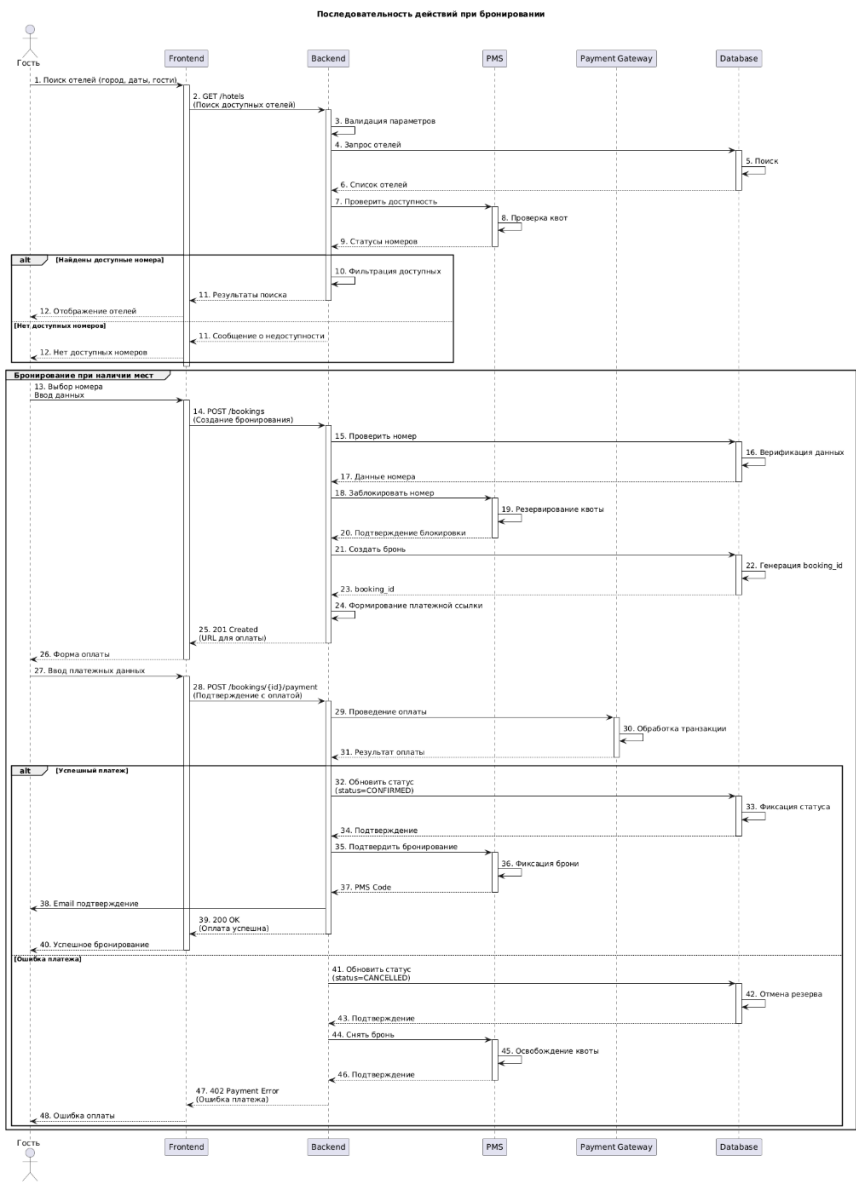 Последовательность действий при бронировании
Гость
Frontend
Backend
PMS
Payment Gateway
Database
1. Поиск отелей (город, даты, гости)
2. GET /hotels
(Поиск доступных отелей)
3. Валидация параметров
4. Запрос отелей
5. Поиск
6. Список отелей
7. Проверить доступность
8. Проверка квот
9. Статусы номеров
alt
[Найдены доступные номера]
10. Фильтрация доступных
11. Результаты поиска
12. Отображение отелей
[Нет доступных номеров]
11. Сообщение о недоступности
12. Нет доступных номеров
Бронирование при наличии мест
13. Выбор номера
Ввод данных
14. POST /bookings
(Создание бронирования)
15. Проверить номер
16. Верификация данных
17. Данные номера
18. Заблокировать номер
19. Резервирование квоты
20. Подтверждение блокировки
21. Создать бронь
22. Генерация booking_id
23. booking_id
24. Формирование платежной ссылки
25. 201 Created
(URL для оплаты)
26. Форма оплаты
27. Ввод платежных данных
28. POST /bookings/{id}/payment
(Подтверждение с оплатой)
29. Проведение оплаты
30. Обработка транзакции
31. Результат оплаты
alt
[Успешный платеж]
32. Обновить статус
(status=CONFIRMED)
33. Фиксация статуса
34. Подтверждение
35. Подтвердить бронирование
36. Фиксация брони
37. PMS Code
38. Email подтверждение
39. 200 OK
(Оплата успешна)
40. Успешное бронирование
[Ошибка платежа]
41. Обновить статус
(status=CANCELLED)
42. Отмена резерва
43. Подтверждение
44. Снять бронь
45. Освобождение квоты
46. Подтверждение
47. 402 Payment Error
(Ошибка платежа)
48. Ошибка оплаты
Гость
Frontend
Backend
PMS
Payment Gateway
Database